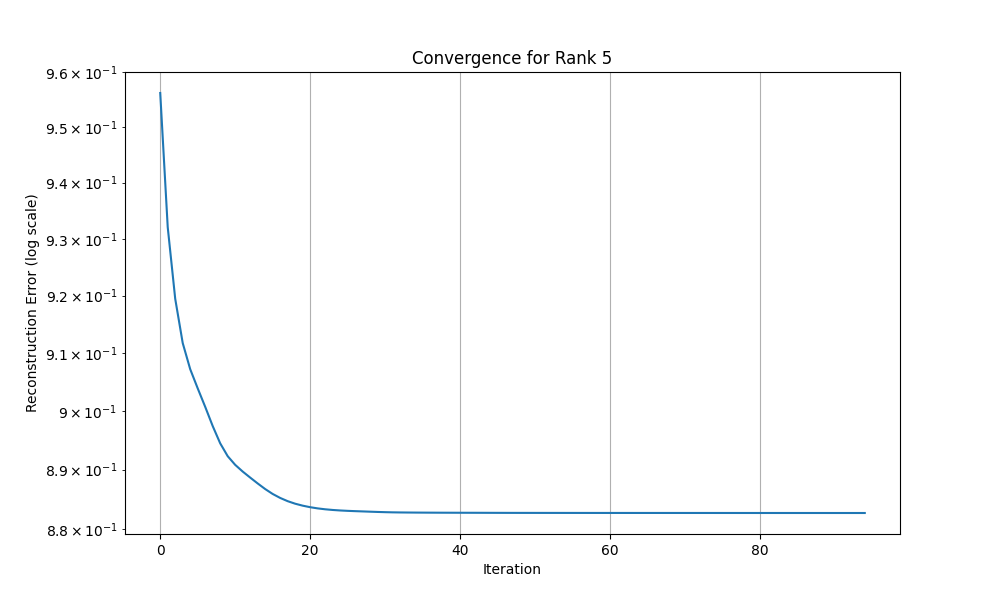 Convergence for Rank 5
Reconstruction Error (log scale)
9.6 × 10⁻¹
9.5 × 10⁻¹
9.4 × 10⁻¹
9.3 × 10⁻¹
9.2 × 10⁻¹
9.1 × 10⁻¹
9 × 10⁻¹
8.9 × 10⁻¹
8.8 × 10⁻¹
0 20 40 60 80
Iteration